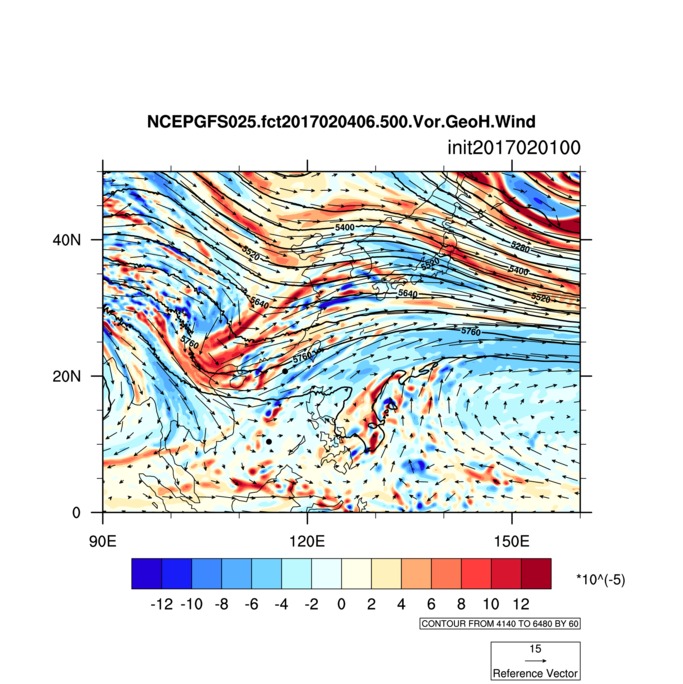 NCEPGFS025.fct2017020406.500.Vor.GeoH.Wind
init2017020100
5400
5280
5520
5520
5400
5640
5640
5520
5760
5760
5760
40N
20N
0
90E 120E 150E
-12 -10 -8 -6 -4 -2 0 2 4 6 8 10 12
*10^(-5)
CONTOUR FROM 4140 TO 6480 BY 60
15
Reference Vector